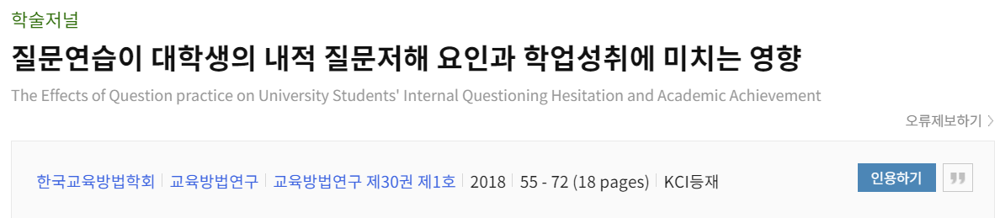 학술저널
질문연습이 대학생의 내적 질문저해 요인과 학업성취에 미치는 영향
The Effects of Question practice on University Students' Internal Questioning Hesitation and Academic Achievement
오류제보하기 >
한국교육방법학회 | 교육방법연구 | 교육방법연구 제30권 제1호 | 2018 | 55 - 72 (18 pages) | KCI등재 인용하기 "